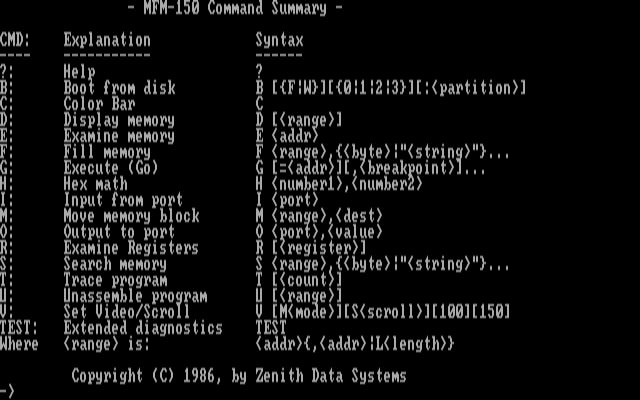 - MFM-150 Command Summary -
CMD: Explanation Syntax
---- ----------- ------
?: Help ?
B: Boot from disk B [{F¦W}][{0¦1¦2¦3}][:<partition>]
C: Color Bar C
D: Display memory D [<range>]
E: Examine memory E <addr>
F: Fill memory F <range>,{<byte>¦"<string>"}...
G: Execute (Go) G [=<addr>][,<breakpoint>]...
H: Hex math H <number1>,<number2>
I: Input from port I <port>
M: Move memory block M <range>,<dest>
O: Output to port O <port>,<value>
R: Examine Registers R [<register>]
S: Search memory S <range>,{<byte>¦"<string>"}...
T: Trace program T [<count>]
U: Unassemble program U [<range>]
V: Set Video/Scroll V [M<mode>][S<scroll>][100][150]
TEST: Extended diagnostics TEST
Where <range> is: <addr>{,<addr>¦L<length>}
Copyright (C) 1986, by Zenith Data Systems
->